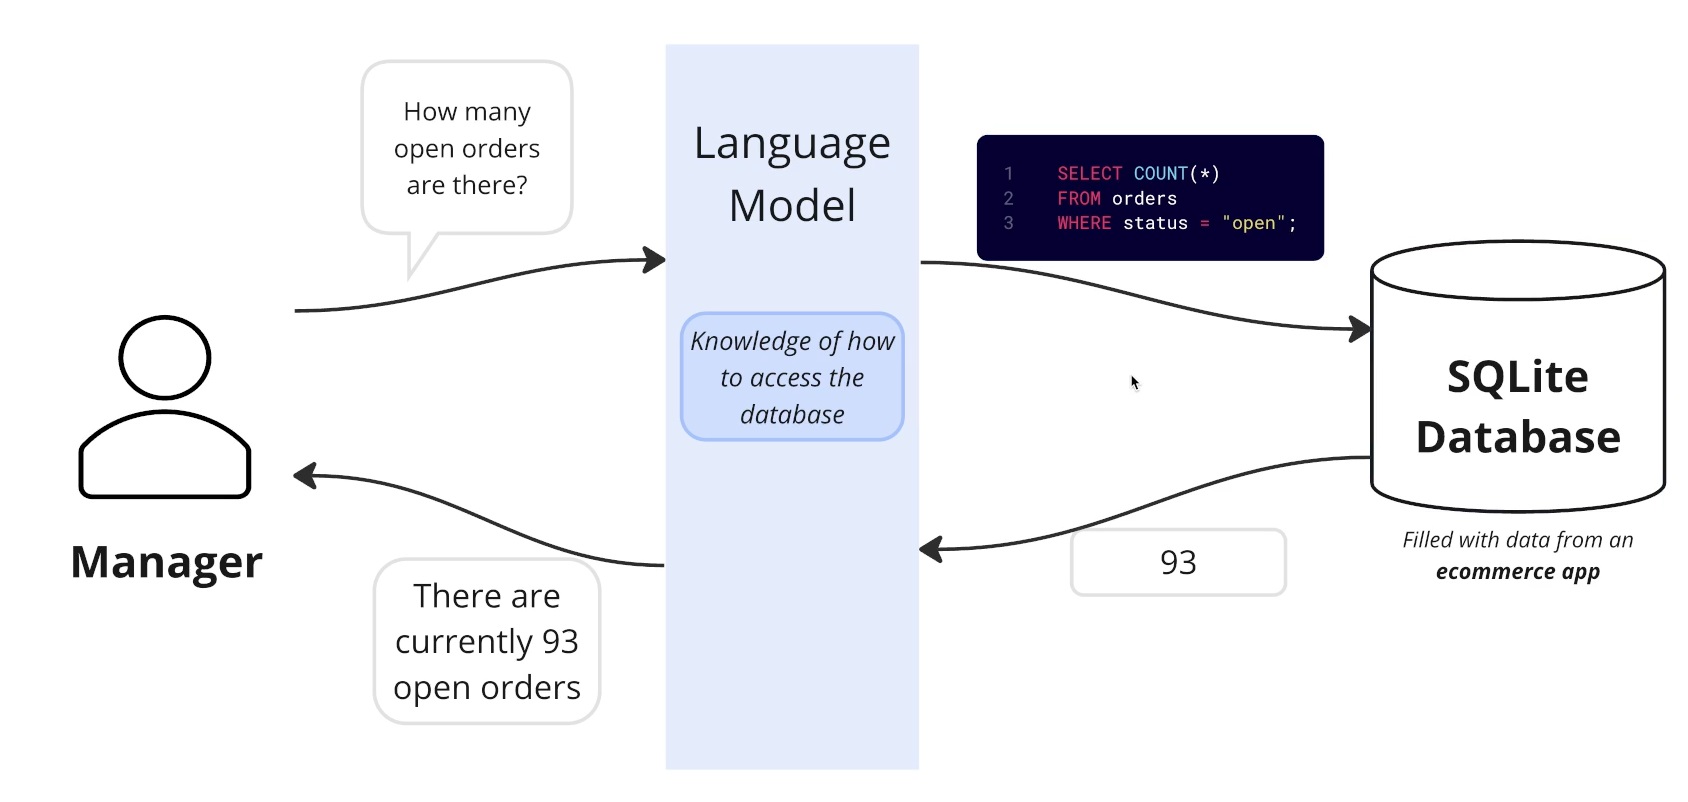 How many
open orders
are there?
Language
Model
1 SELECT COUNT(*)
2 FROM orders
3 WHERE status = "open";
Knowledge of how
to access the
database
SQLite
Database
Filled with data from an
ecommerce app
Manager
93
There are
currently 93
open orders